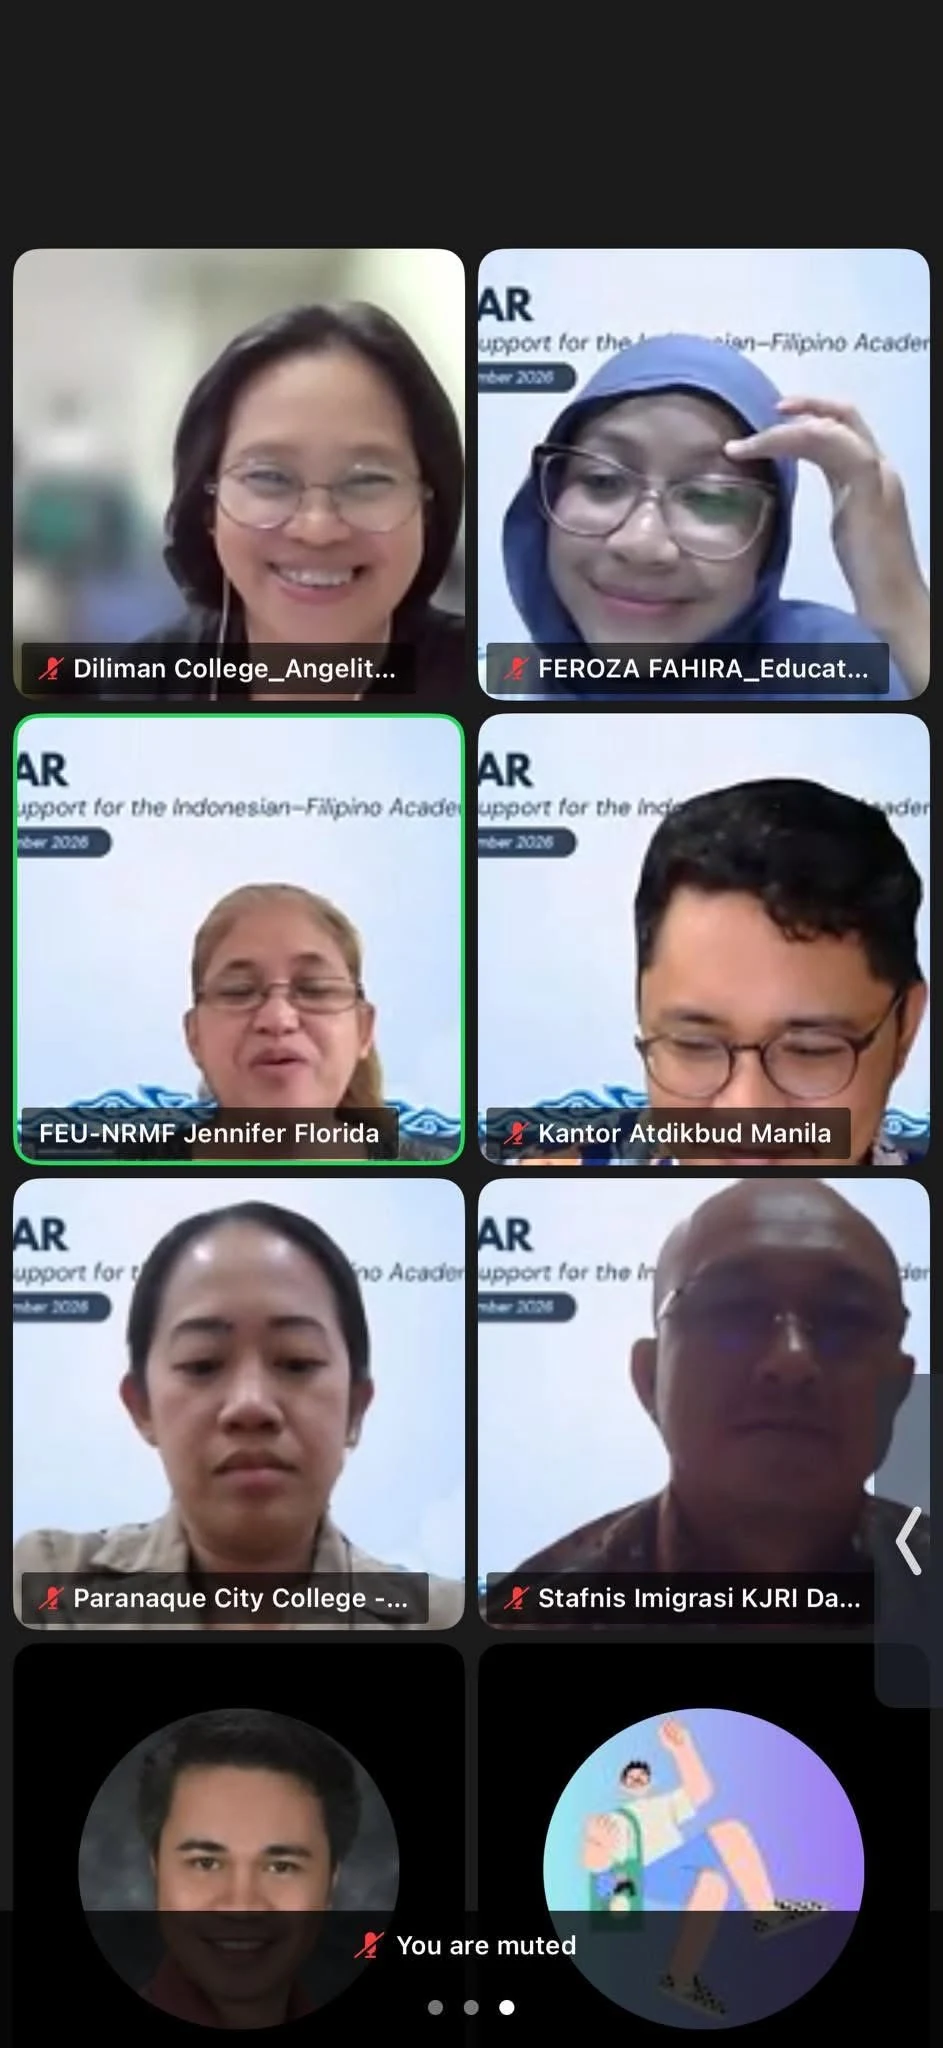 AR
upport for the
sian–Filipino Acader
mber 2026
Diliman College_Angelit...
FEROZA FAHIRA_Educat...
AR
upport for the Indonesian–Filipino Acade
mber 2026
AR
upport for the Ind
ader
mber 2026
FEU-NRMF Jennifer Florida
Kantor Atdikbud Manila
AR
upport for t
no Acader
mber 2026
AR
upport for the In
der
mber 2026
Paranaque City College -...
Stafnis Imigrasi KJRI Da...
You are muted